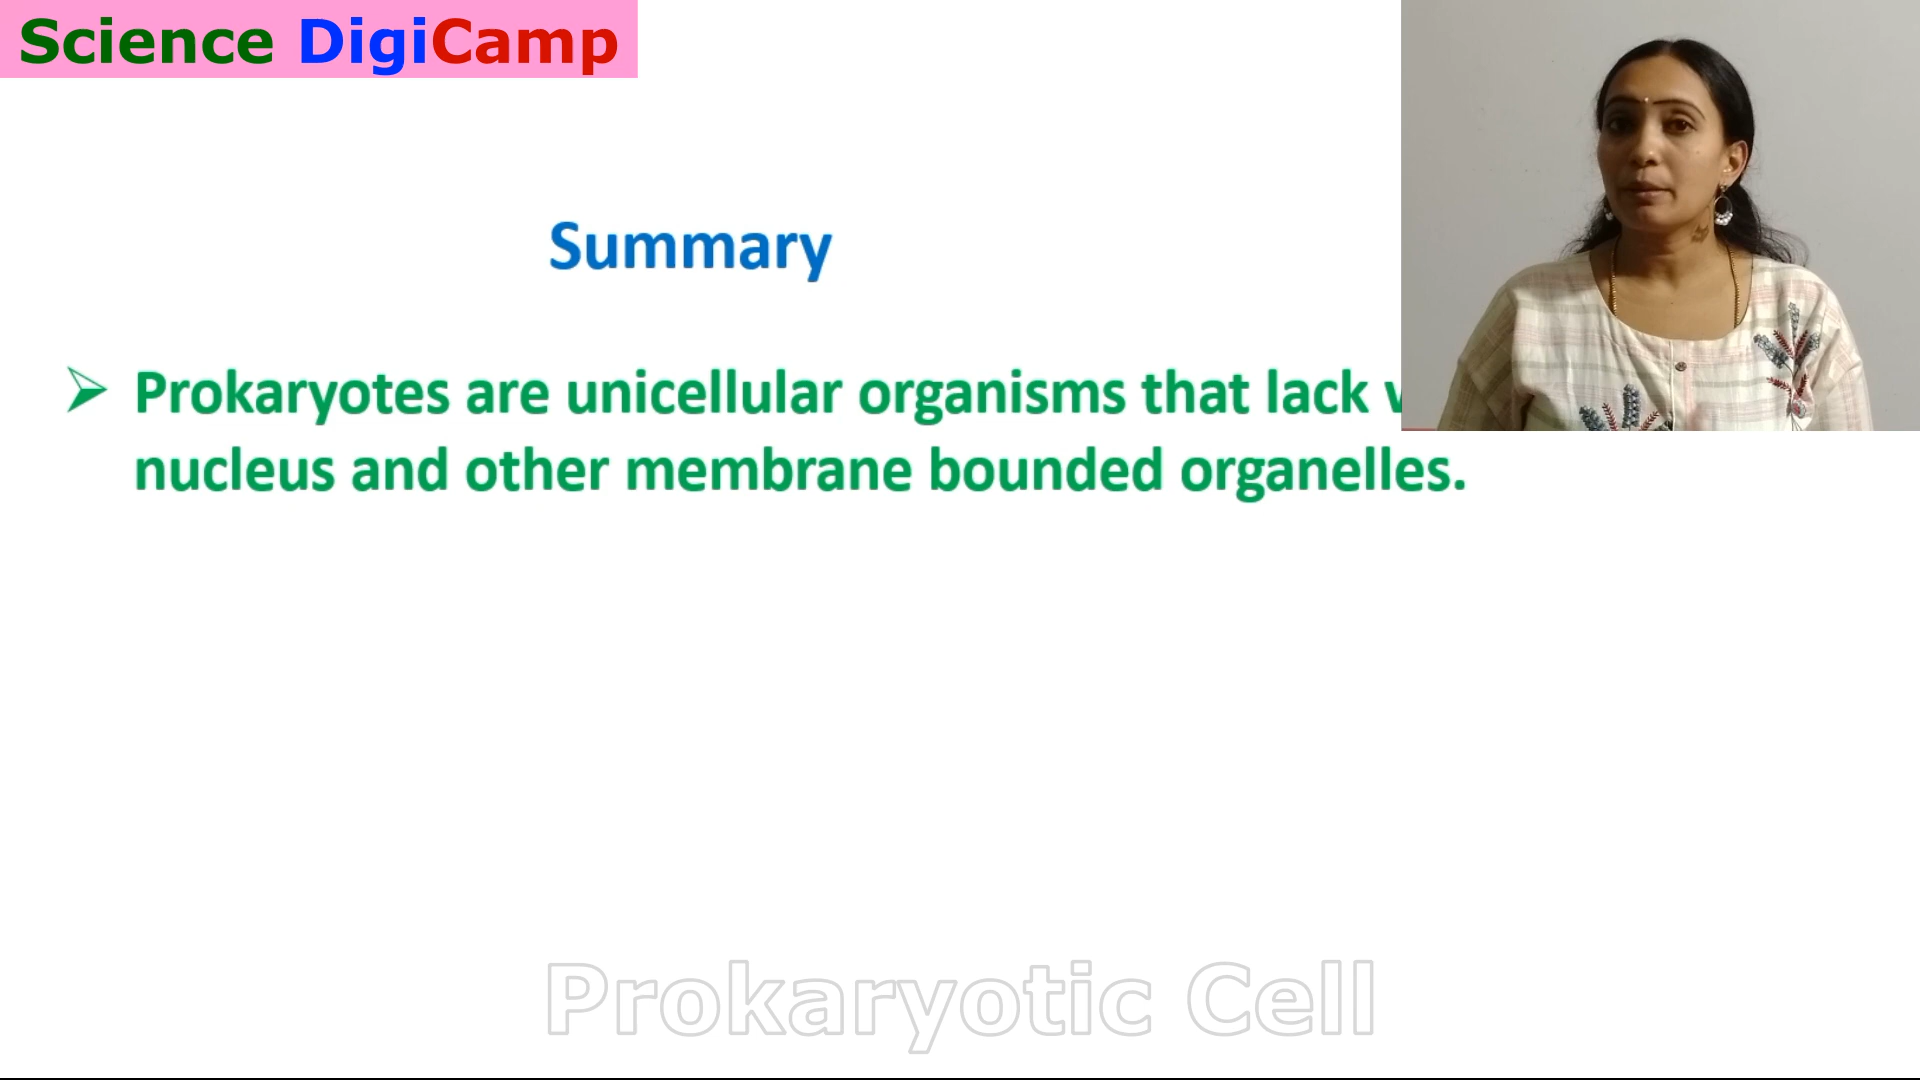 Science DigiCamp
Summary
➢ Prokaryotes are unicellular organisms that lack
nucleus and other membrane bounded organelles.
Prokaryotic Cell